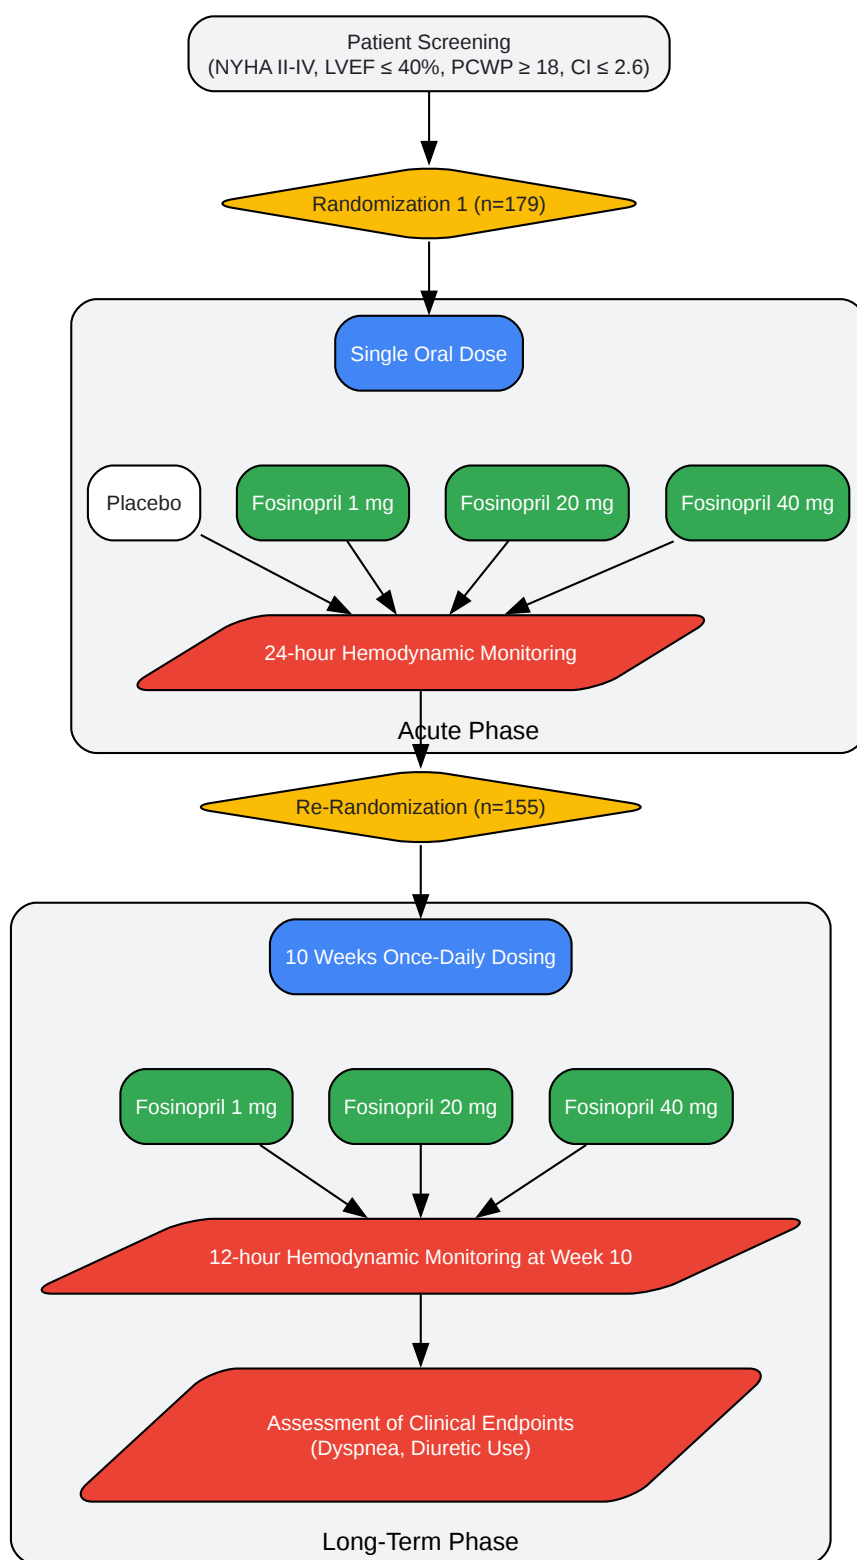 Patient Screening
(NYHA II-IV, LVEF ≤ 40%, PCWP ≥ 18, CI ≤ 2.6)
Randomization 1 (n=179)
Single Oral Dose
Placebo
Fosinopril 1 mg
Fosinopril 20 mg
Fosinopril 40 mg
24-hour Hemodynamic Monitoring
Acute Phase
Re-Randomization (n=155)
10 Weeks Once-Daily Dosing
Fosinopril 1 mg
Fosinopril 20 mg
Fosinopril 40 mg
12-hour Hemodynamic Monitoring at Week 10
Assessment of Clinical Endpoints
(Dyspnea, Diuretic Use)
Long-Term Phase